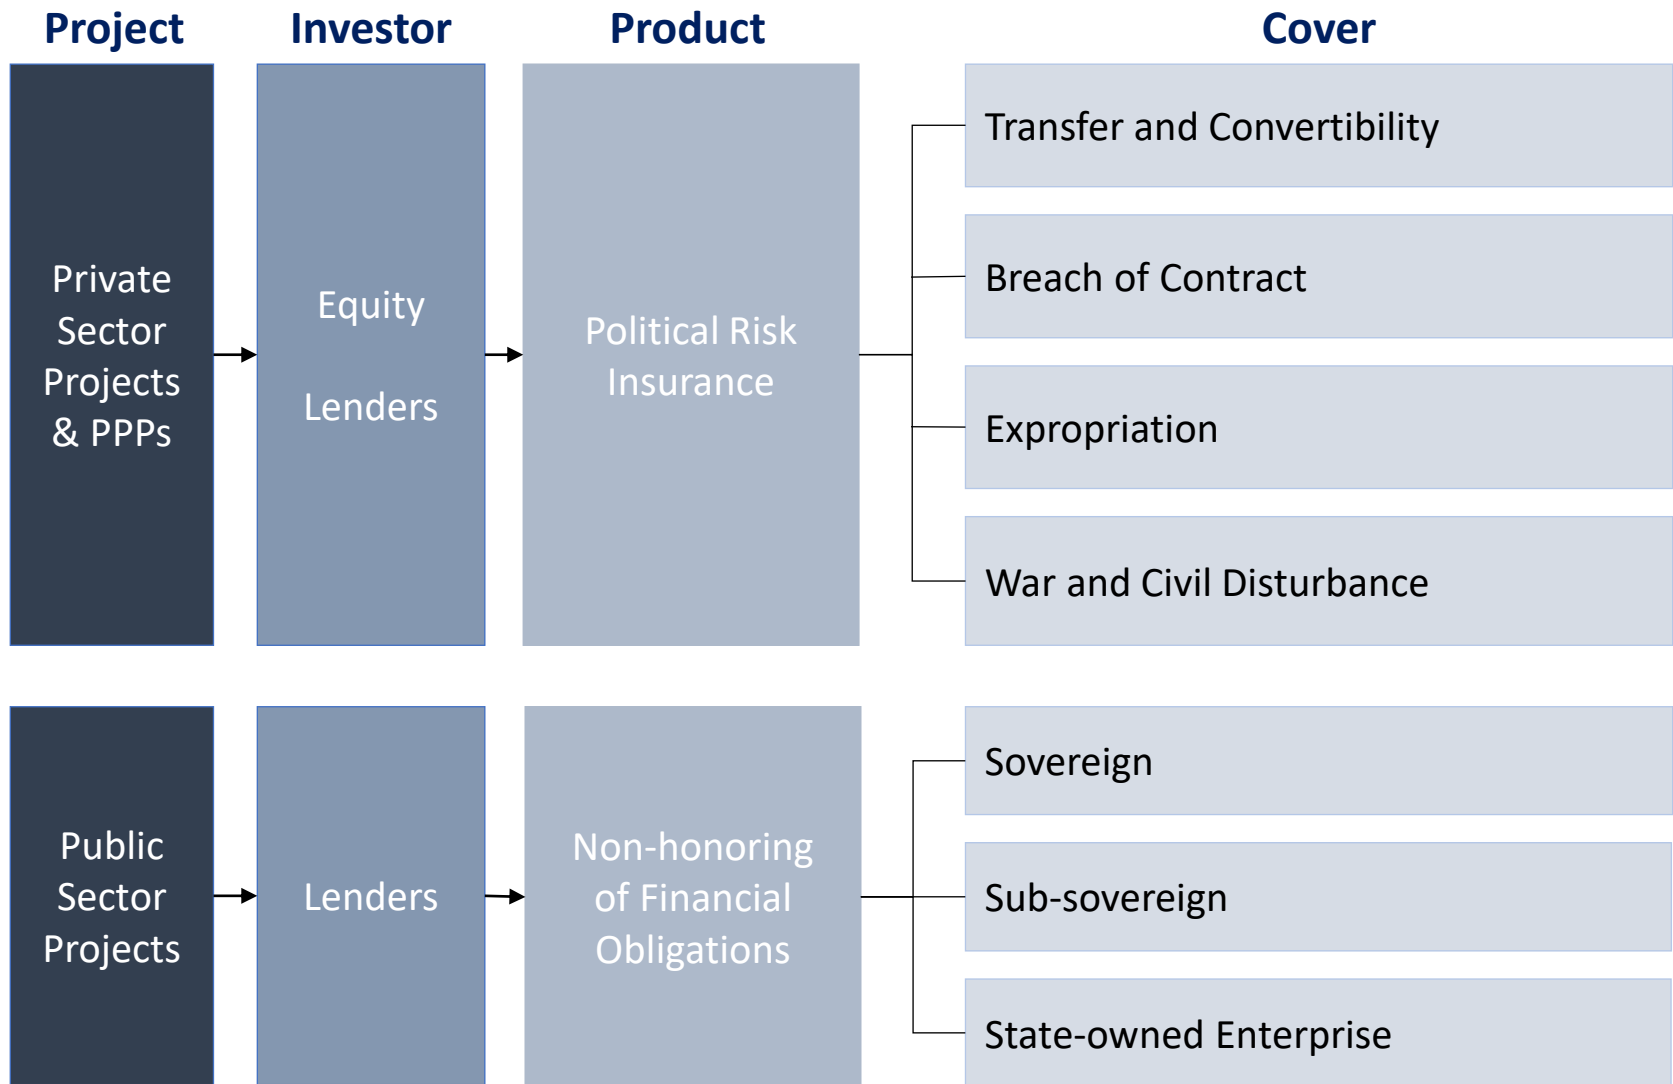 Project
Investor
Product
Cover
Private
Sector
Projects
& PPPs
Equity
Lenders
Political Risk
Insurance
Transfer and Convertibility
Breach of Contract
Expropriation
War and Civil Disturbance
Public
Sector
Projects
Lenders
Non-honoring
of Financial
Obligations
Sovereign
Sub-sovereign
State-owned Enterprise